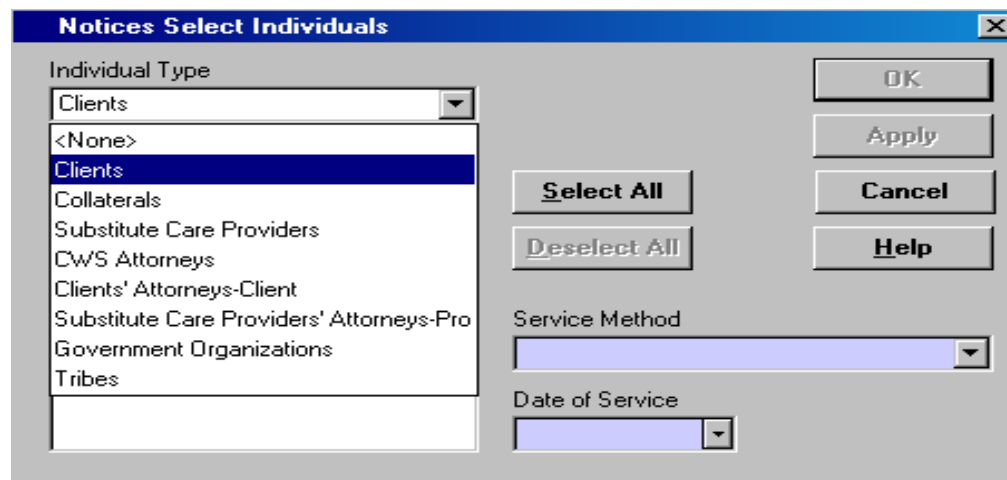 Notices Select Individuals
Individual Type
Clients
<None>
Clients
Collaterals
Substitute Care Providers
CWS Attorneys
Clients' Attorneys-Client
Substitute Care Providers' Attorneys-Pro
Government Organizations
Tribes
Select All
Deselect All
OK
Apply
Cancel
Help
Service Method
Date of Service